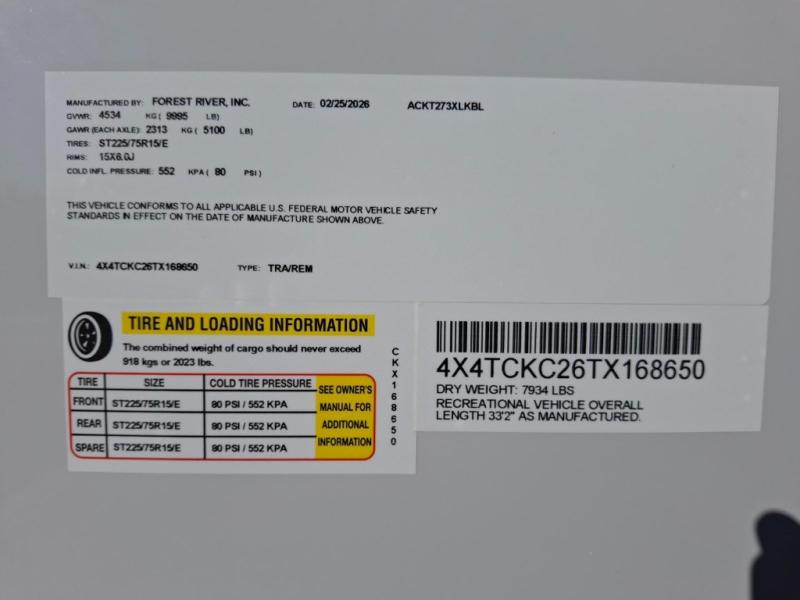 MANUFACTURED BY: FOREST RIVER, INC. DATE: 02/25/2026 ACKT273XLKBL
GVWR: 4534 KG ( 9995 LB)
GAWR (EACH AXLE): 2313 KG ( 5100 LB)
TIRES: ST225/75R15/E
RIMS: 15X6.0J
COLD INFL. PRESSURE: 552 KPA ( 80 PSI )
THIS VEHICLE CONFORMS TO ALL APPLICABLE U.S. FEDERAL MOTOR VEHICLE SAFETY
STANDARDS IN EFFECT ON THE DATE OF MANUFACTURE SHOWN ABOVE.
V.I.N.: 4X4TCKC26TX168650 TYPE: TRA/REM
TIRE AND LOADING INFORMATION
The combined weight of cargo should never exceed
918 kgs or 2023 lbs.
TIRE SIZE COLD TIRE PRESSURE
FRONT ST225/75R15/E 80 PSI / 552 KPA
REAR ST225/75R15/E 80 PSI / 552 KPA
SPARE ST225/75R15/E 80 PSI / 552 KPA
SEE OWNER'S
MANUAL FOR
ADDITIONAL
INFORMATION
CKX168650
4X4TCKC26TX168650
DRY WEIGHT: 7934 LBS
RECREATIONAL VEHICLE OVERALL
LENGTH 33'2" AS MANUFACTURED.